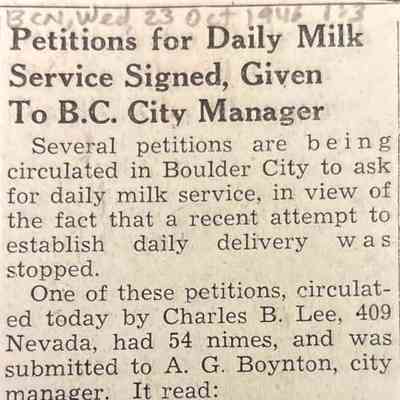 BCN, Wed 23 Oct 1946 1:3
Petitions for Daily Milk
Service Signed, Given
To B.C. City Manager
Several petitions are being
circulated in Boulder City to ask
for daily milk service, in view of
the fact that a recent attempt to
establish daily delivery was
stopped.
One of these petitions, circulat-
ed today by Charles B. Lee, 409
Nevada, had 54 nimes, and was
submitted to A. G. Boynton, city
manager. It read: